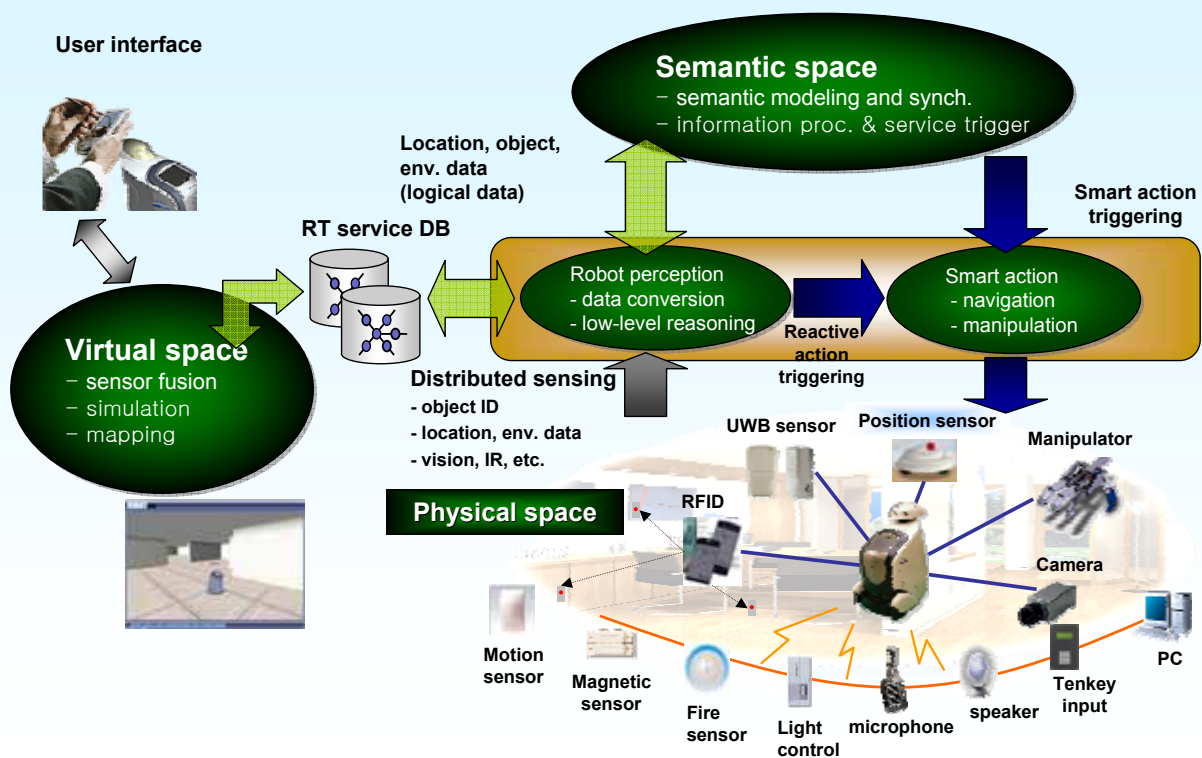 User interface
Semantic space
– semantic modeling and synch.
– information proc. & service trigger
Location, object,
env. data
(logical data)
Smart action
triggering
RT service DB
Robot perception
- data conversion
- low-level reasoning
Smart action
- navigation
- manipulation
Reactive
action
triggering
Virtual space
– sensor fusion
– simulation
– mapping
Distributed sensing
- object ID
- location, env. data
- vision, IR, etc.
UWB sensor
Position sensor
Manipulator
Physical space
RFID
Camera
Motion
sensor
Magnetic
sensor
Fire
sensor
Light
control
microphone
speaker
Tenkey
input
PC